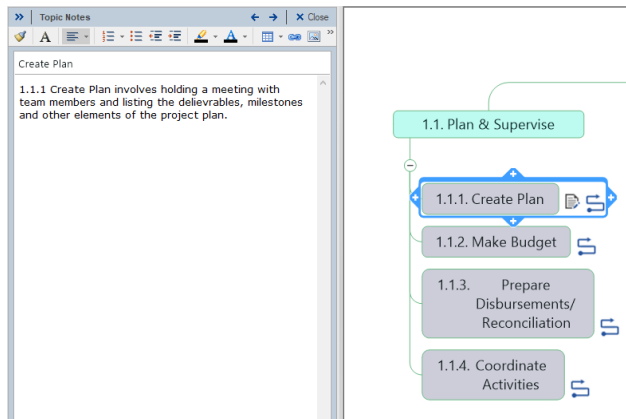 Topic Notes
Close
Create Plan
1.1.1 Create Plan involves holding a meeting with
team members and listing the delievrables, milestones
and other elements of the project plan.
1.1. Plan & Supervise
1.1.1. Create Plan
1.1.2. Make Budget
1.1.3. Prepare
Disbursements/
Reconciliation
1.1.4. Coordinate
Activities